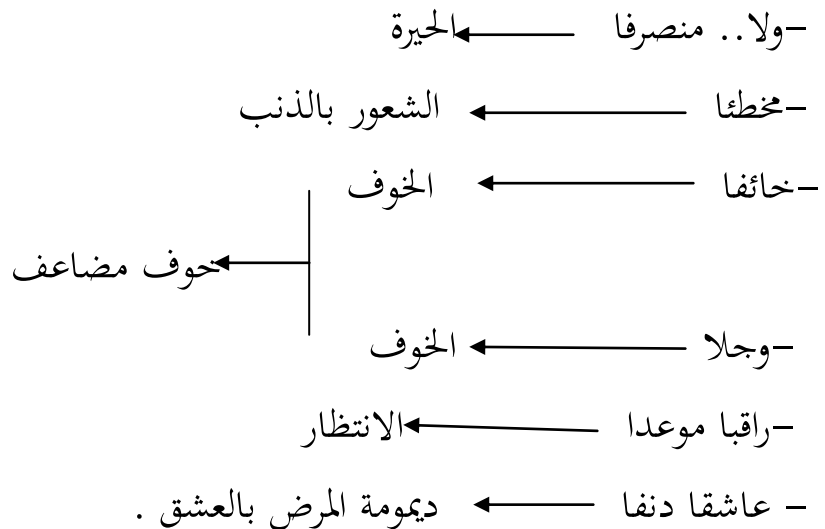 –ولا.. منصرفا الحيرة
–مخطئا الشعور بالذنب
–خائفا الخوف
خوف مضاعف
–وجلا الخوف
–راقبا موعدا الانتظار
– عاشقا دنفا ديمومة المرض بالعشق .